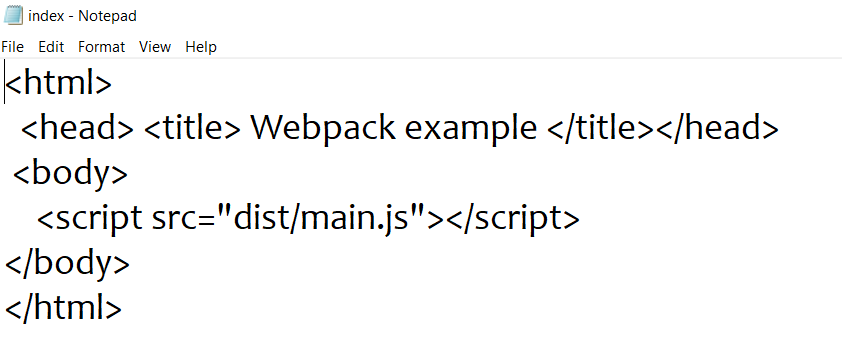 index - Notepad
File Edit Format View Help
<html>
<head> <title> Webpack example </title></head>
<body>
<script src="dist/main.js"></script>
</body>
</html>